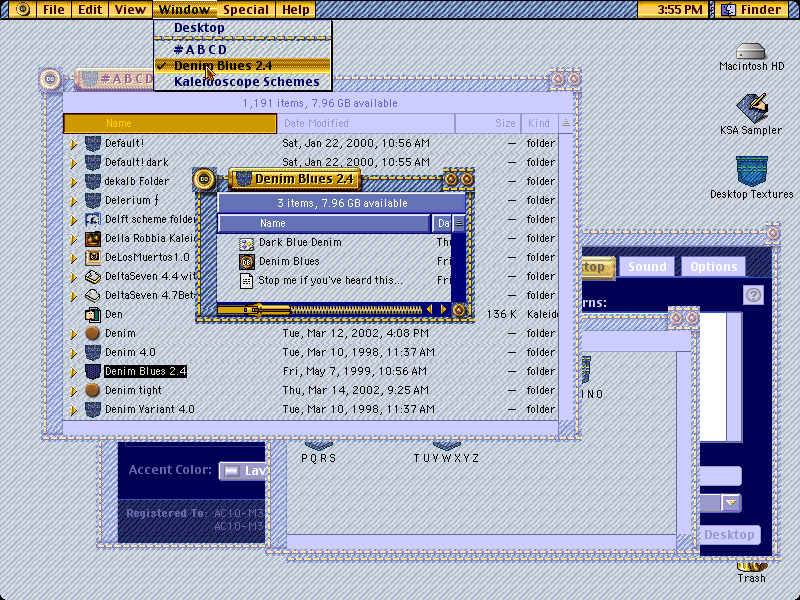 File Edit View Window Special Help 3:55 PM Finder
Desktop
#ABCD
✓ Denim Blues 2.4
Kaleidoscope Schemes
Macintosh HD
KSA Sampler
Desktop Textures
Trash
#ABCD
1,191 items, 7.96 GB available
Name Date Modified Size Kind
Default! Sat, Jan 22, 2000, 10:56 AM — folder
Default! dark Sat, Jan 22, 2000, 10:55 AM — folder
dekalb Folder — folder
Delerium ƒ — folder
Delft scheme folder — folder
Della Robbia Kalei — folder
DeLosMuertos1.0 — folder
DeltaSeven 4.4 wit — folder
DeltaSeven 4.7Bet — folder
Den 136 K Kaleid
Denim Tue, Mar 12, 2002, 4:08 PM — folder
Denim 4.0 Tue, Mar 10, 1998, 11:37 AM — folder
Denim Blues 2.4 Fri, May 7, 1999, 10:56 AM — folder
Denim tight Thu, Mar 14, 2002, 9:25 AM — folder
Denim Variant 4.0 Tue, Mar 10, 1998, 11:37 AM — folder
Denim Blues 2.4
3 items, 7.96 GB available
Name Da
Dark Blue Denim Thu
Denim Blues Fri
Stop me if you've heard this... Fri
top Sound Options
rns:
?
INO
PQRS TUVWXYZ
Accent Color: Lav
Registered To: AC10-M3
AC10-M3
Desktop